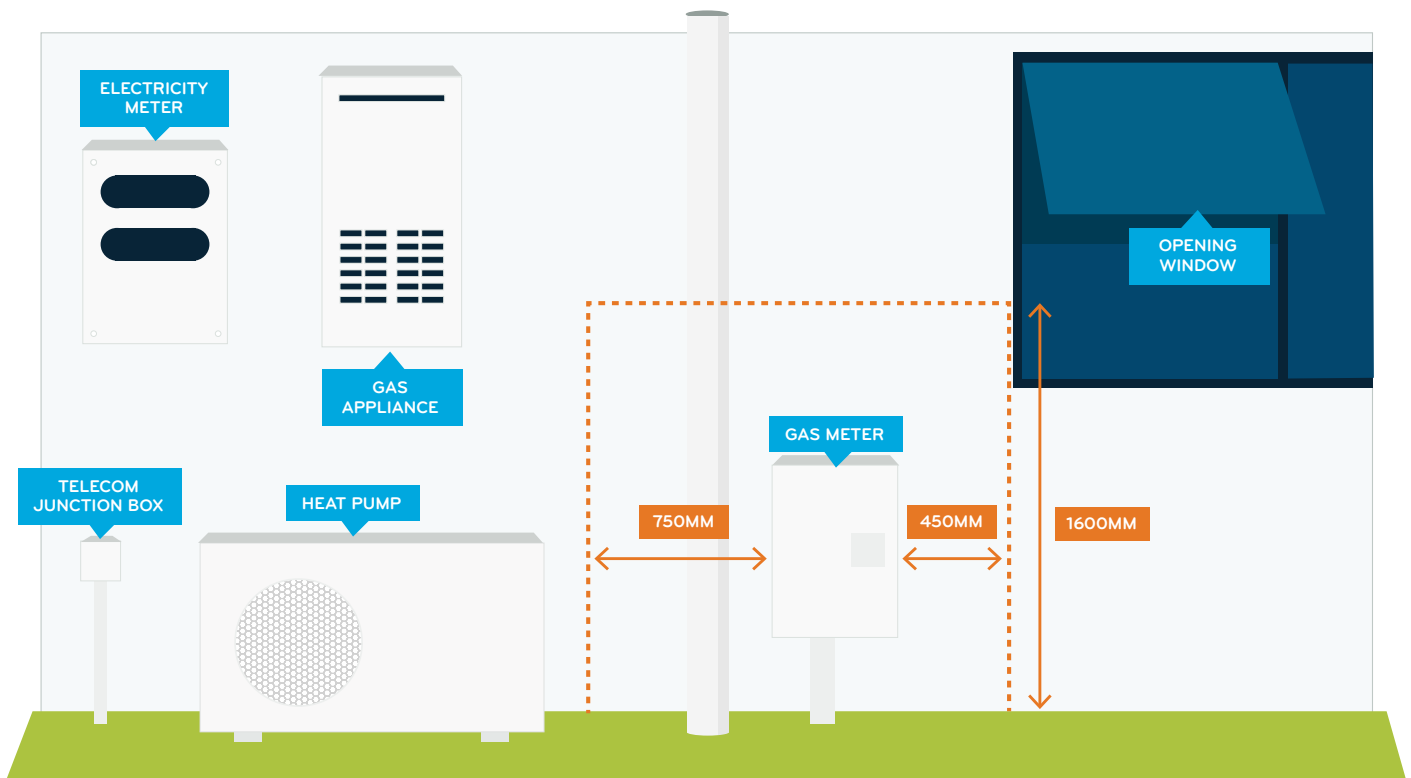 ELECTRICITY
METER
GAS
APPLIANCE
OPENING
WINDOW
GAS METER
TELECOM
JUNCTION BOX
HEAT PUMP
750MM
450MM
1600MM